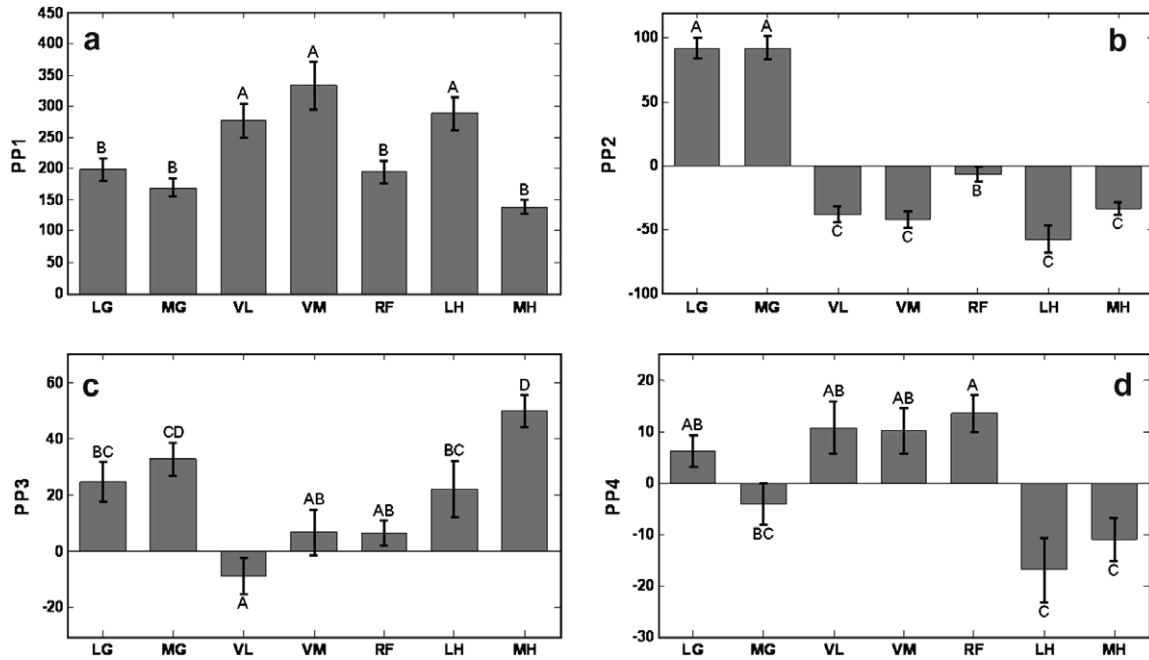 a
PP1
450
400
350
300
250
200
150
100
50
0
B B A A B A B
LG MG VL VM RF LH MH
b
PP2
100
50
0
-50
-100
A A C C B C C
LG MG VL VM RF LH MH
c
PP3
60
40
20
0
-20
BC CD A AB AB BC D
LG MG VL VM RF LH MH
d
PP4
20
10
0
-10
-20
-30
AB BC AB AB A C C
LG MG VL VM RF LH MH